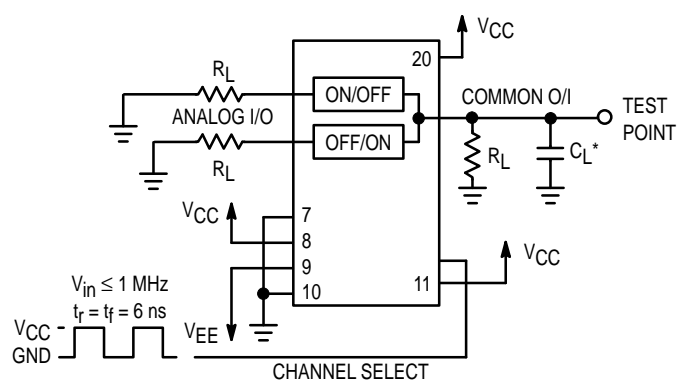 VCC
20
RL
ON/OFF
COMMON O/I
TEST
POINT
ANALOG I/O
OFF/ON
RL
RL
CL*
VCC
7
8
9
10
11
VCC
Vin ≤ 1 MHz
tr = tf = 6 ns
VCC
GND
VEE
CHANNEL SELECT